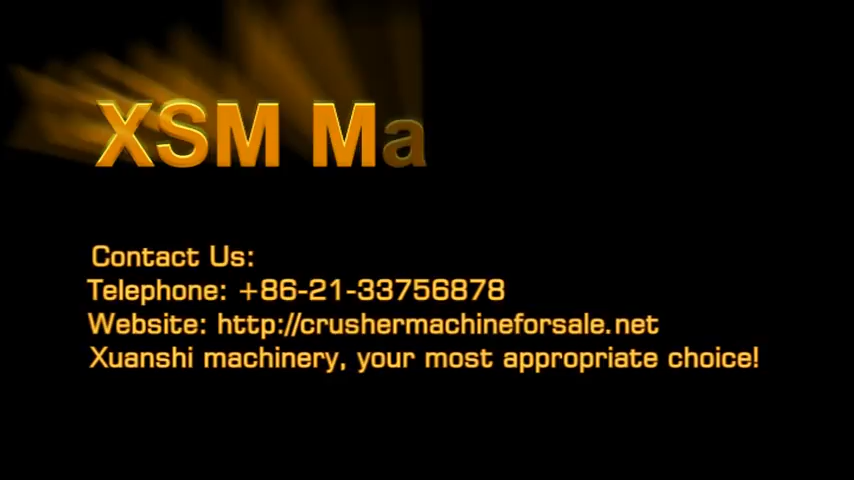 XSM Ma
Contact Us:
Telephone: +86-21-33756878
Website: http://crushermachineforsale.net
Xuanshi machinery, your most appropriate choice!